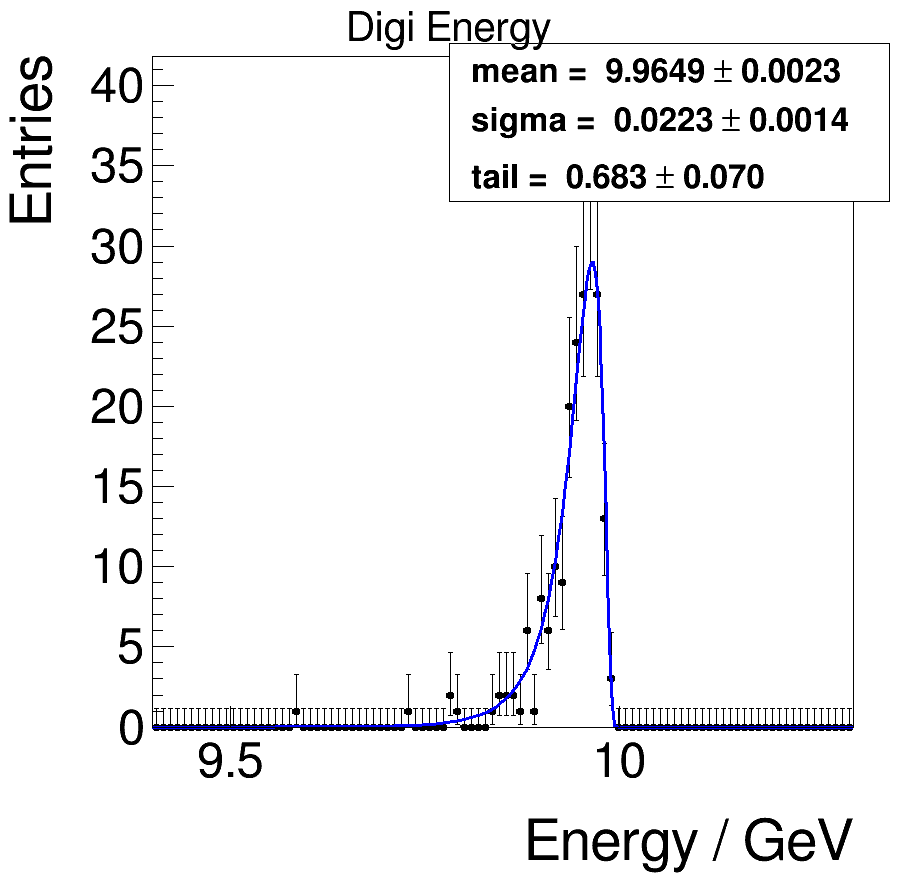 Digi Energy
mean = 9.9649 ± 0.0023
sigma = 0.0223 ± 0.0014
tail = 0.683 ± 0.070
Entries
40
35
30
25
20
15
10
5
0
9.5 10
Energy / GeV